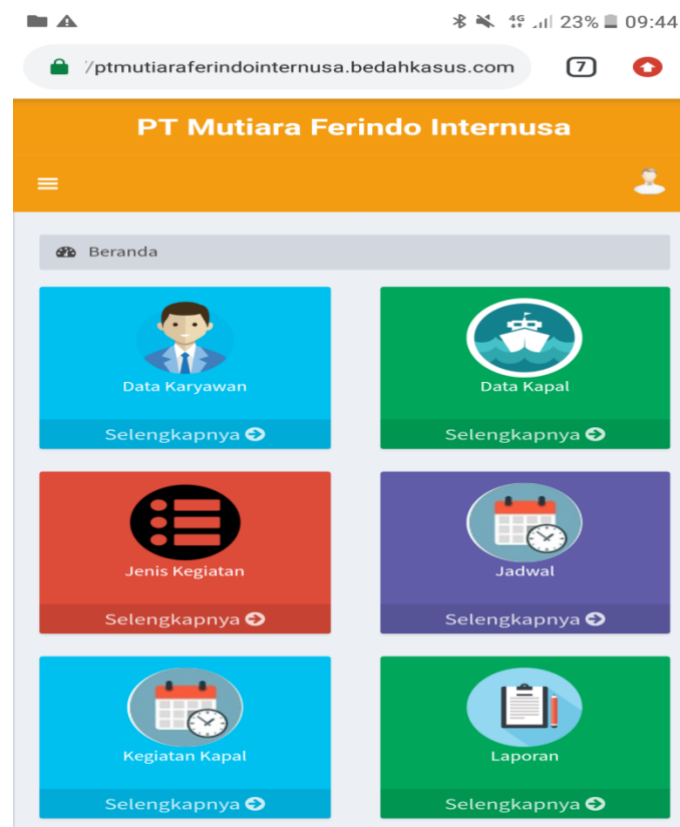 4G 23% 09:44
/ptmutiaraferindointernusa.bedahkasus.com 7
PT Mutiara Ferindo Internusa
Beranda
Data Karyawan
Selengkapnya
Data Kapal
Selengkapnya
Jenis Kegiatan
Selengkapnya
Jadwal
Selengkapnya
Kegiatan Kapal
Selengkapnya
Laporan
Selengkapnya